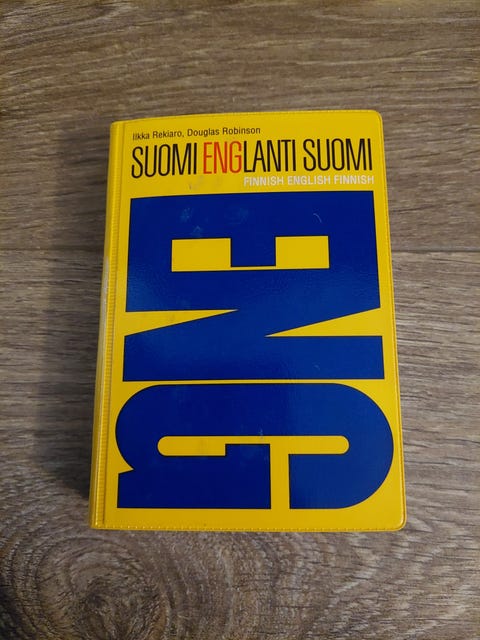 Ilkka Rekiaro, Douglas Robinson
SUOMI ENGLANTI SUOMI
FINNISH ENGLISH FINNISH
ENG